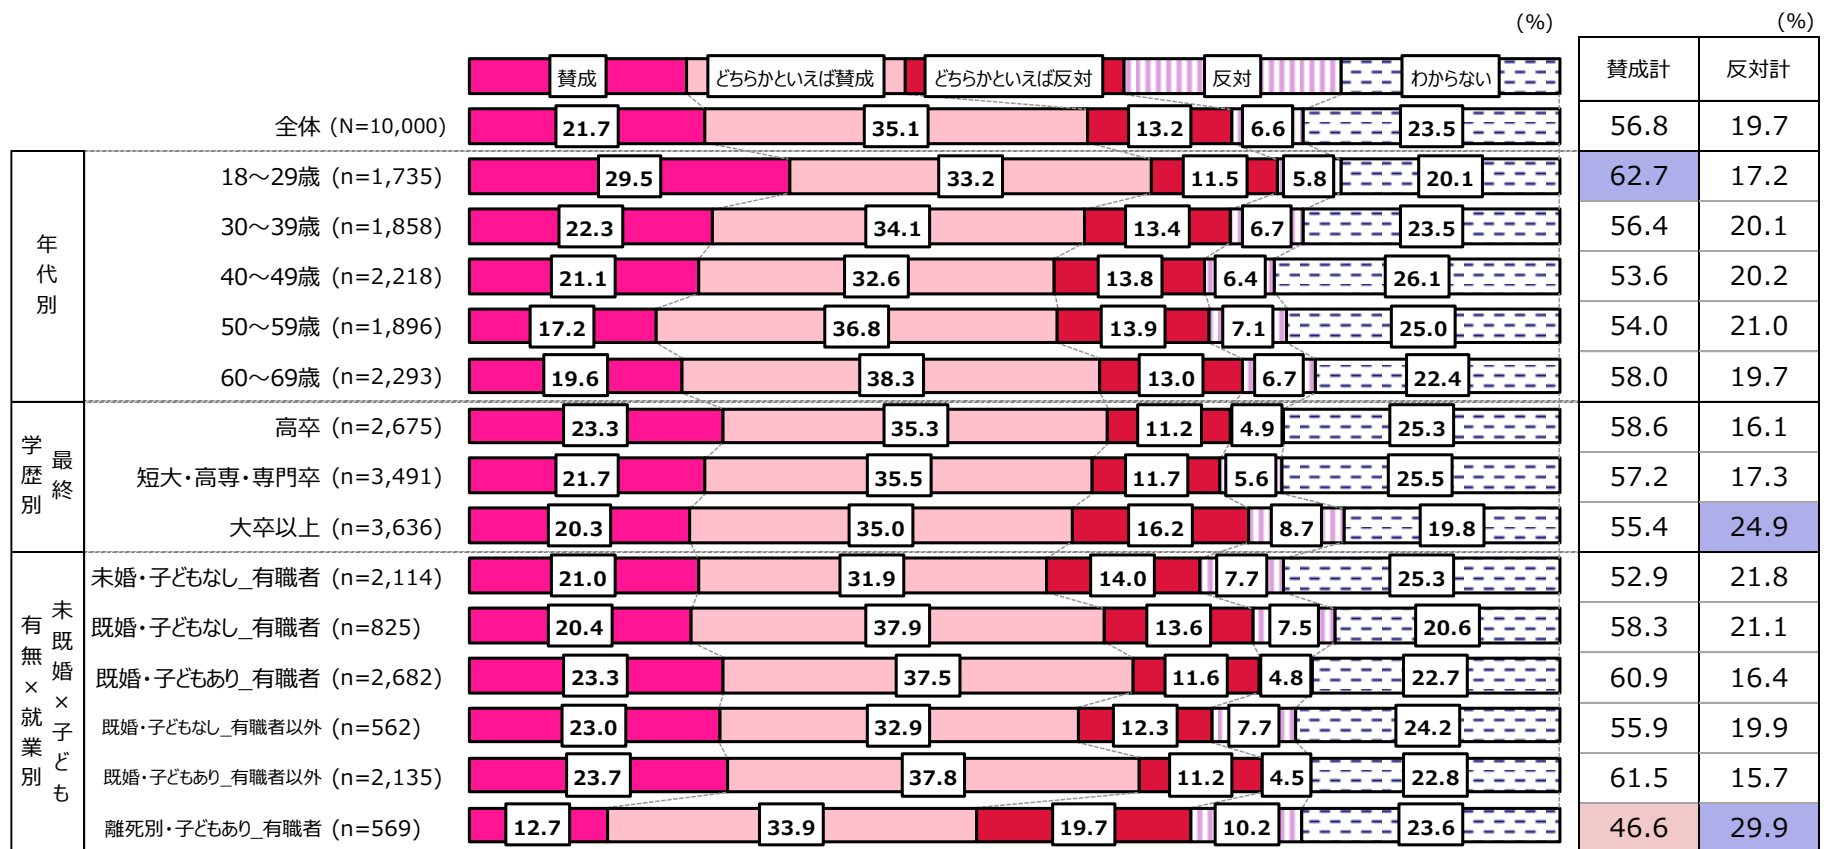 (%) (%)
賛成 どちらかといえば賛成 どちらかといえば反対 反対 わからない 賛成計 反対計
全体 (N=10,000) 21.7 35.1 13.2 6.6 23.5 56.8 19.7
年代別
18～29歳 (n=1,735) 29.5 33.2 11.5 5.8 20.1 62.7 17.2
30～39歳 (n=1,858) 22.3 34.1 13.4 6.7 23.5 56.4 20.1
40～49歳 (n=2,218) 21.1 32.6 13.8 6.4 26.1 53.6 20.2
50～59歳 (n=1,896) 17.2 36.8 13.9 7.1 25.0 54.0 21.0
60～69歳 (n=2,293) 19.6 38.3 13.0 6.7 22.4 58.0 19.7
最終
学歴別
高卒 (n=2,675) 23.3 35.3 11.2 4.9 25.3 58.6 16.1
短大・高専・専門卒 (n=3,491) 21.7 35.5 11.7 5.6 25.5 57.2 17.3
大卒以上 (n=3,636) 20.3 35.0 16.2 8.7 19.8 55.4 24.9
未既婚×子ども
有無×就業別
未婚・子どもなし_有職者 (n=2,114) 21.0 31.9 14.0 7.7 25.3 52.9 21.8
既婚・子どもなし_有職者 (n=825) 20.4 37.9 13.6 7.5 20.6 58.3 21.1
既婚・子どもあり_有職者 (n=2,682) 23.3 37.5 11.6 4.8 22.7 60.9 16.4
既婚・子どもなし_有職者以外 (n=562) 23.0 32.9 12.3 7.7 24.2 55.9 19.9
既婚・子どもあり_有職者以外 (n=2,135) 23.7 37.8 11.2 4.5 22.8 61.5 15.7
離死別・子どもあり_有職者 (n=569) 12.7 33.9 19.7 10.2 23.6 46.6 29.9